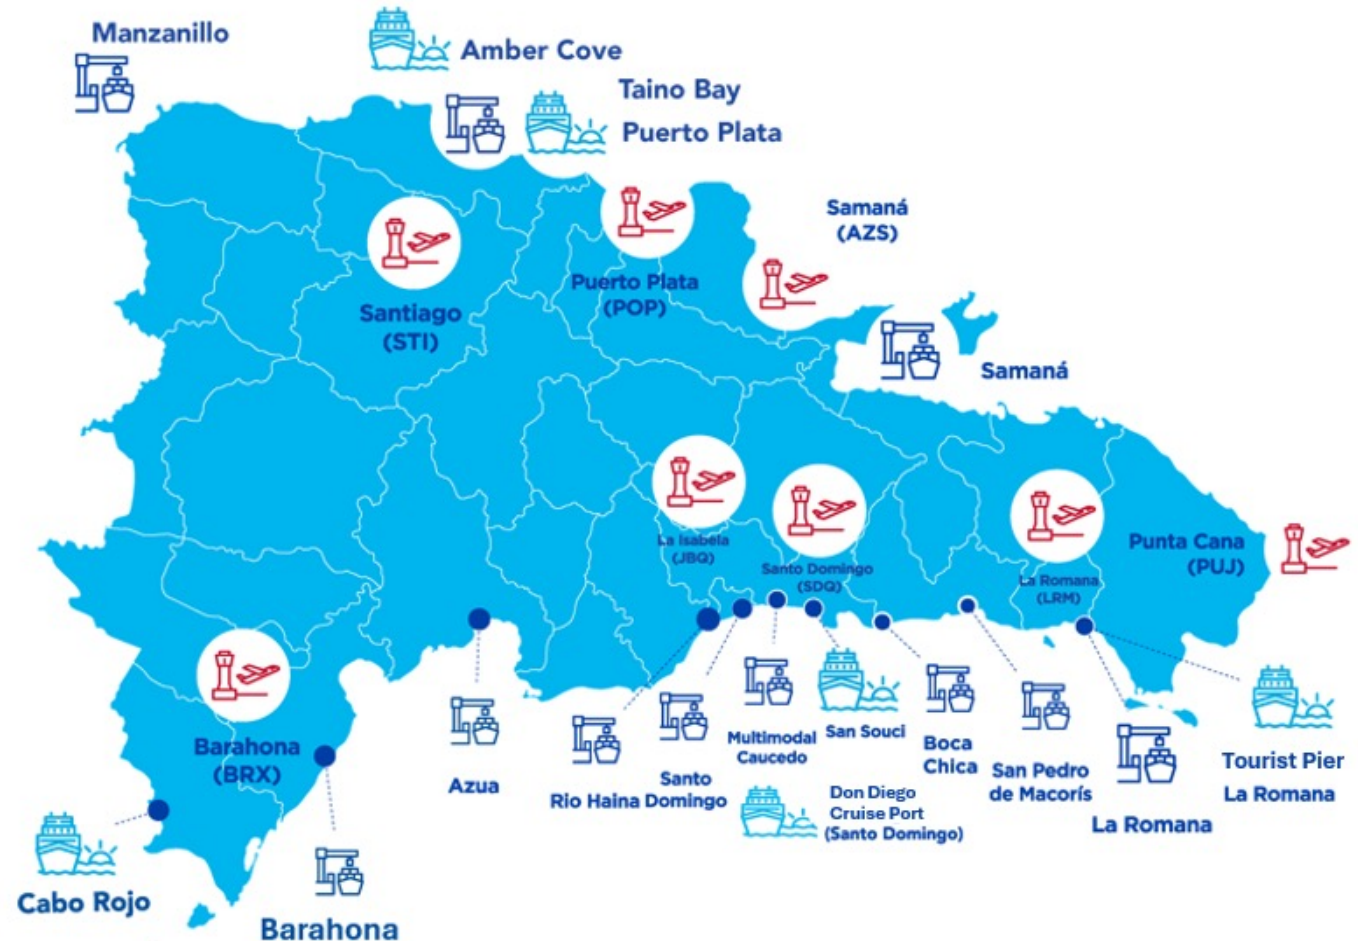 Manzanillo
Amber Cove
Taino Bay
Puerto Plata
Samaná
(AZS)
Santiago
(STI)
Puerto Plata
(POP)
Samaná
La Isabela
(JBQ)
Santo Domingo
(SDQ)
La Romana
(LRM)
Punta Cana
(PUJ)
Barahona
(BRX)
Azua
Rio Haina
Santo
Domingo
Multimodal
Caucedo
San Souci
Boca
Chica
San Pedro
de Macorís
La Romana
Tourist Pier
La Romana
Don Diego
Cruise Port
(Santo Domingo)
Cabo Rojo
Barahona